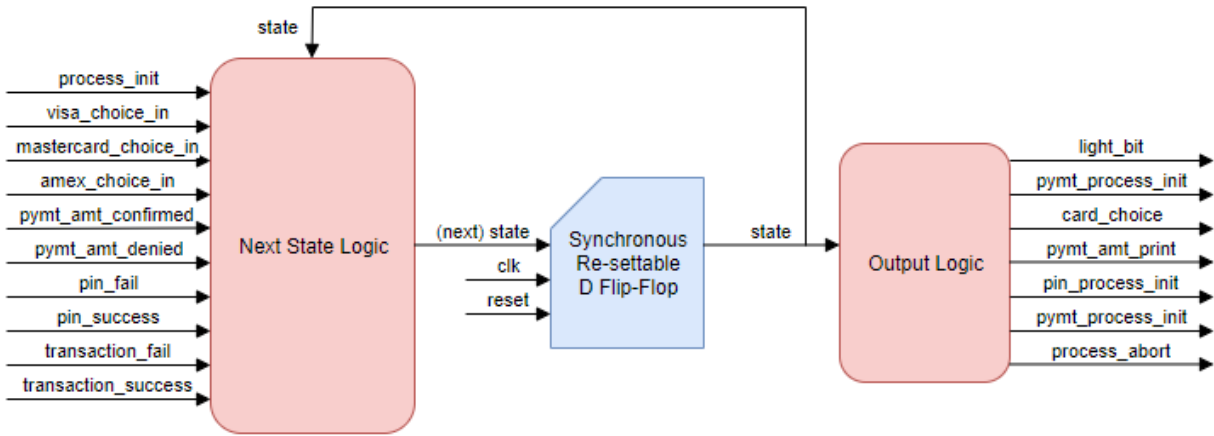 state
process_init
visa_choice_in
mastercard_choice_in
amex_choice_in
pymt_amt_confirmed
pymt_amt_denied
pin_fail
pin_success
transaction_fail
transaction_success
Next State Logic
(next) state
clk
reset
Synchronous
Re-settable
D Flip-Flop
state
Output Logic
light_bit
pymt_process_init
card_choice
pymt_amt_print
pin_process_init
pymt_process_init
process_abort